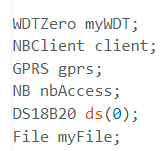 WDTZero myWDT;
NBClient client;
GPRS gprs;
NB nbAccess;
DS18B20 ds(0);
File myFile;